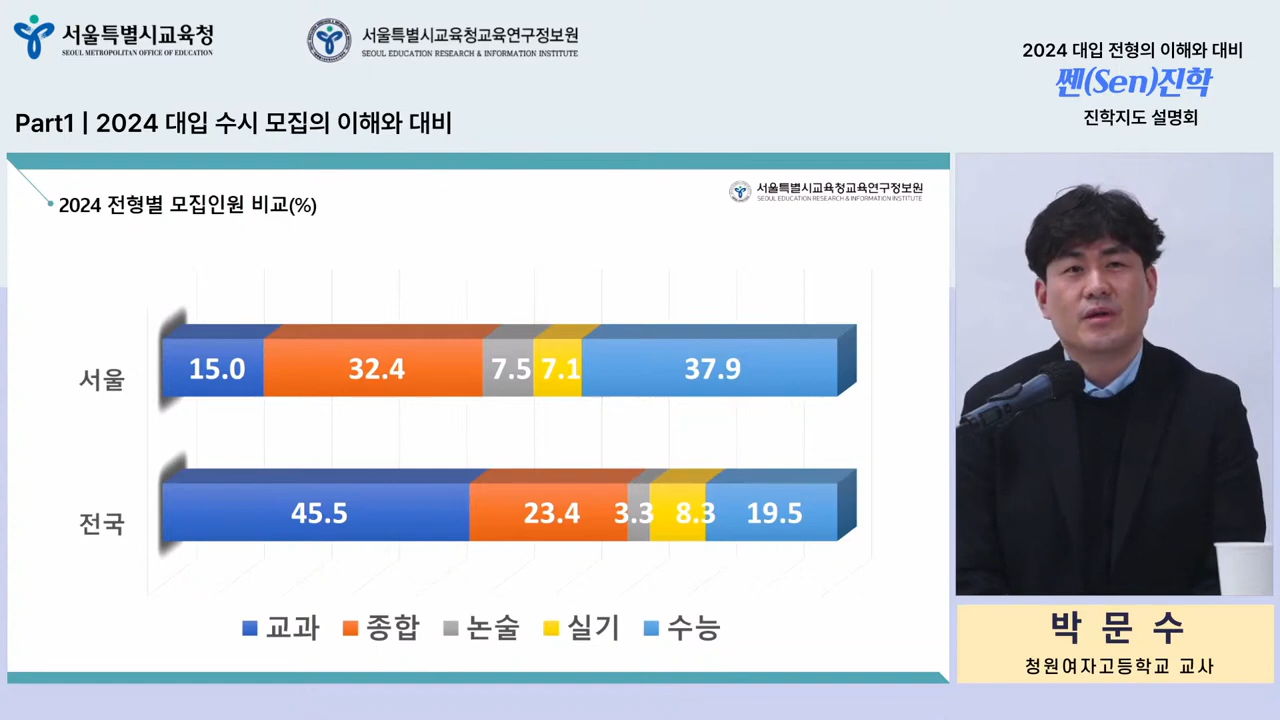 서울특별시교육청
SEOUL METROPOLITAN OFFICE OF EDUCATION
서울특별시교육청교육연구정보원
SEOUL EDUCATION RESEARCH & INFORMATION INSTITUTE
2024 대입 전형의 이해와 대비
쎈(Sen)진학
진학지도 설명회
Part1 | 2024 대입 수시 모집의 이해와 대비
2024 전형별 모집인원 비교(%)
서울특별시교육청교육연구정보원
SEOUL EDUCATION RESEARCH & INFORMATION INSTITUTE
서울 15.0 32.4 7.5 7.1 37.9
전국 45.5 23.4 3.3 8.3 19.5
교과 종합 논술 실기 수능
박 문 수
청원여자고등학교 교사